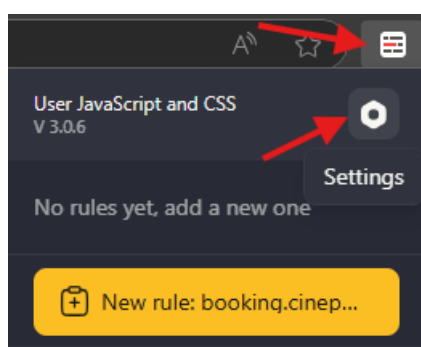 A
User JavaScript and CSS
V 3.0.6
Settings
No rules yet, add a new one
New rule: booking.cinep...